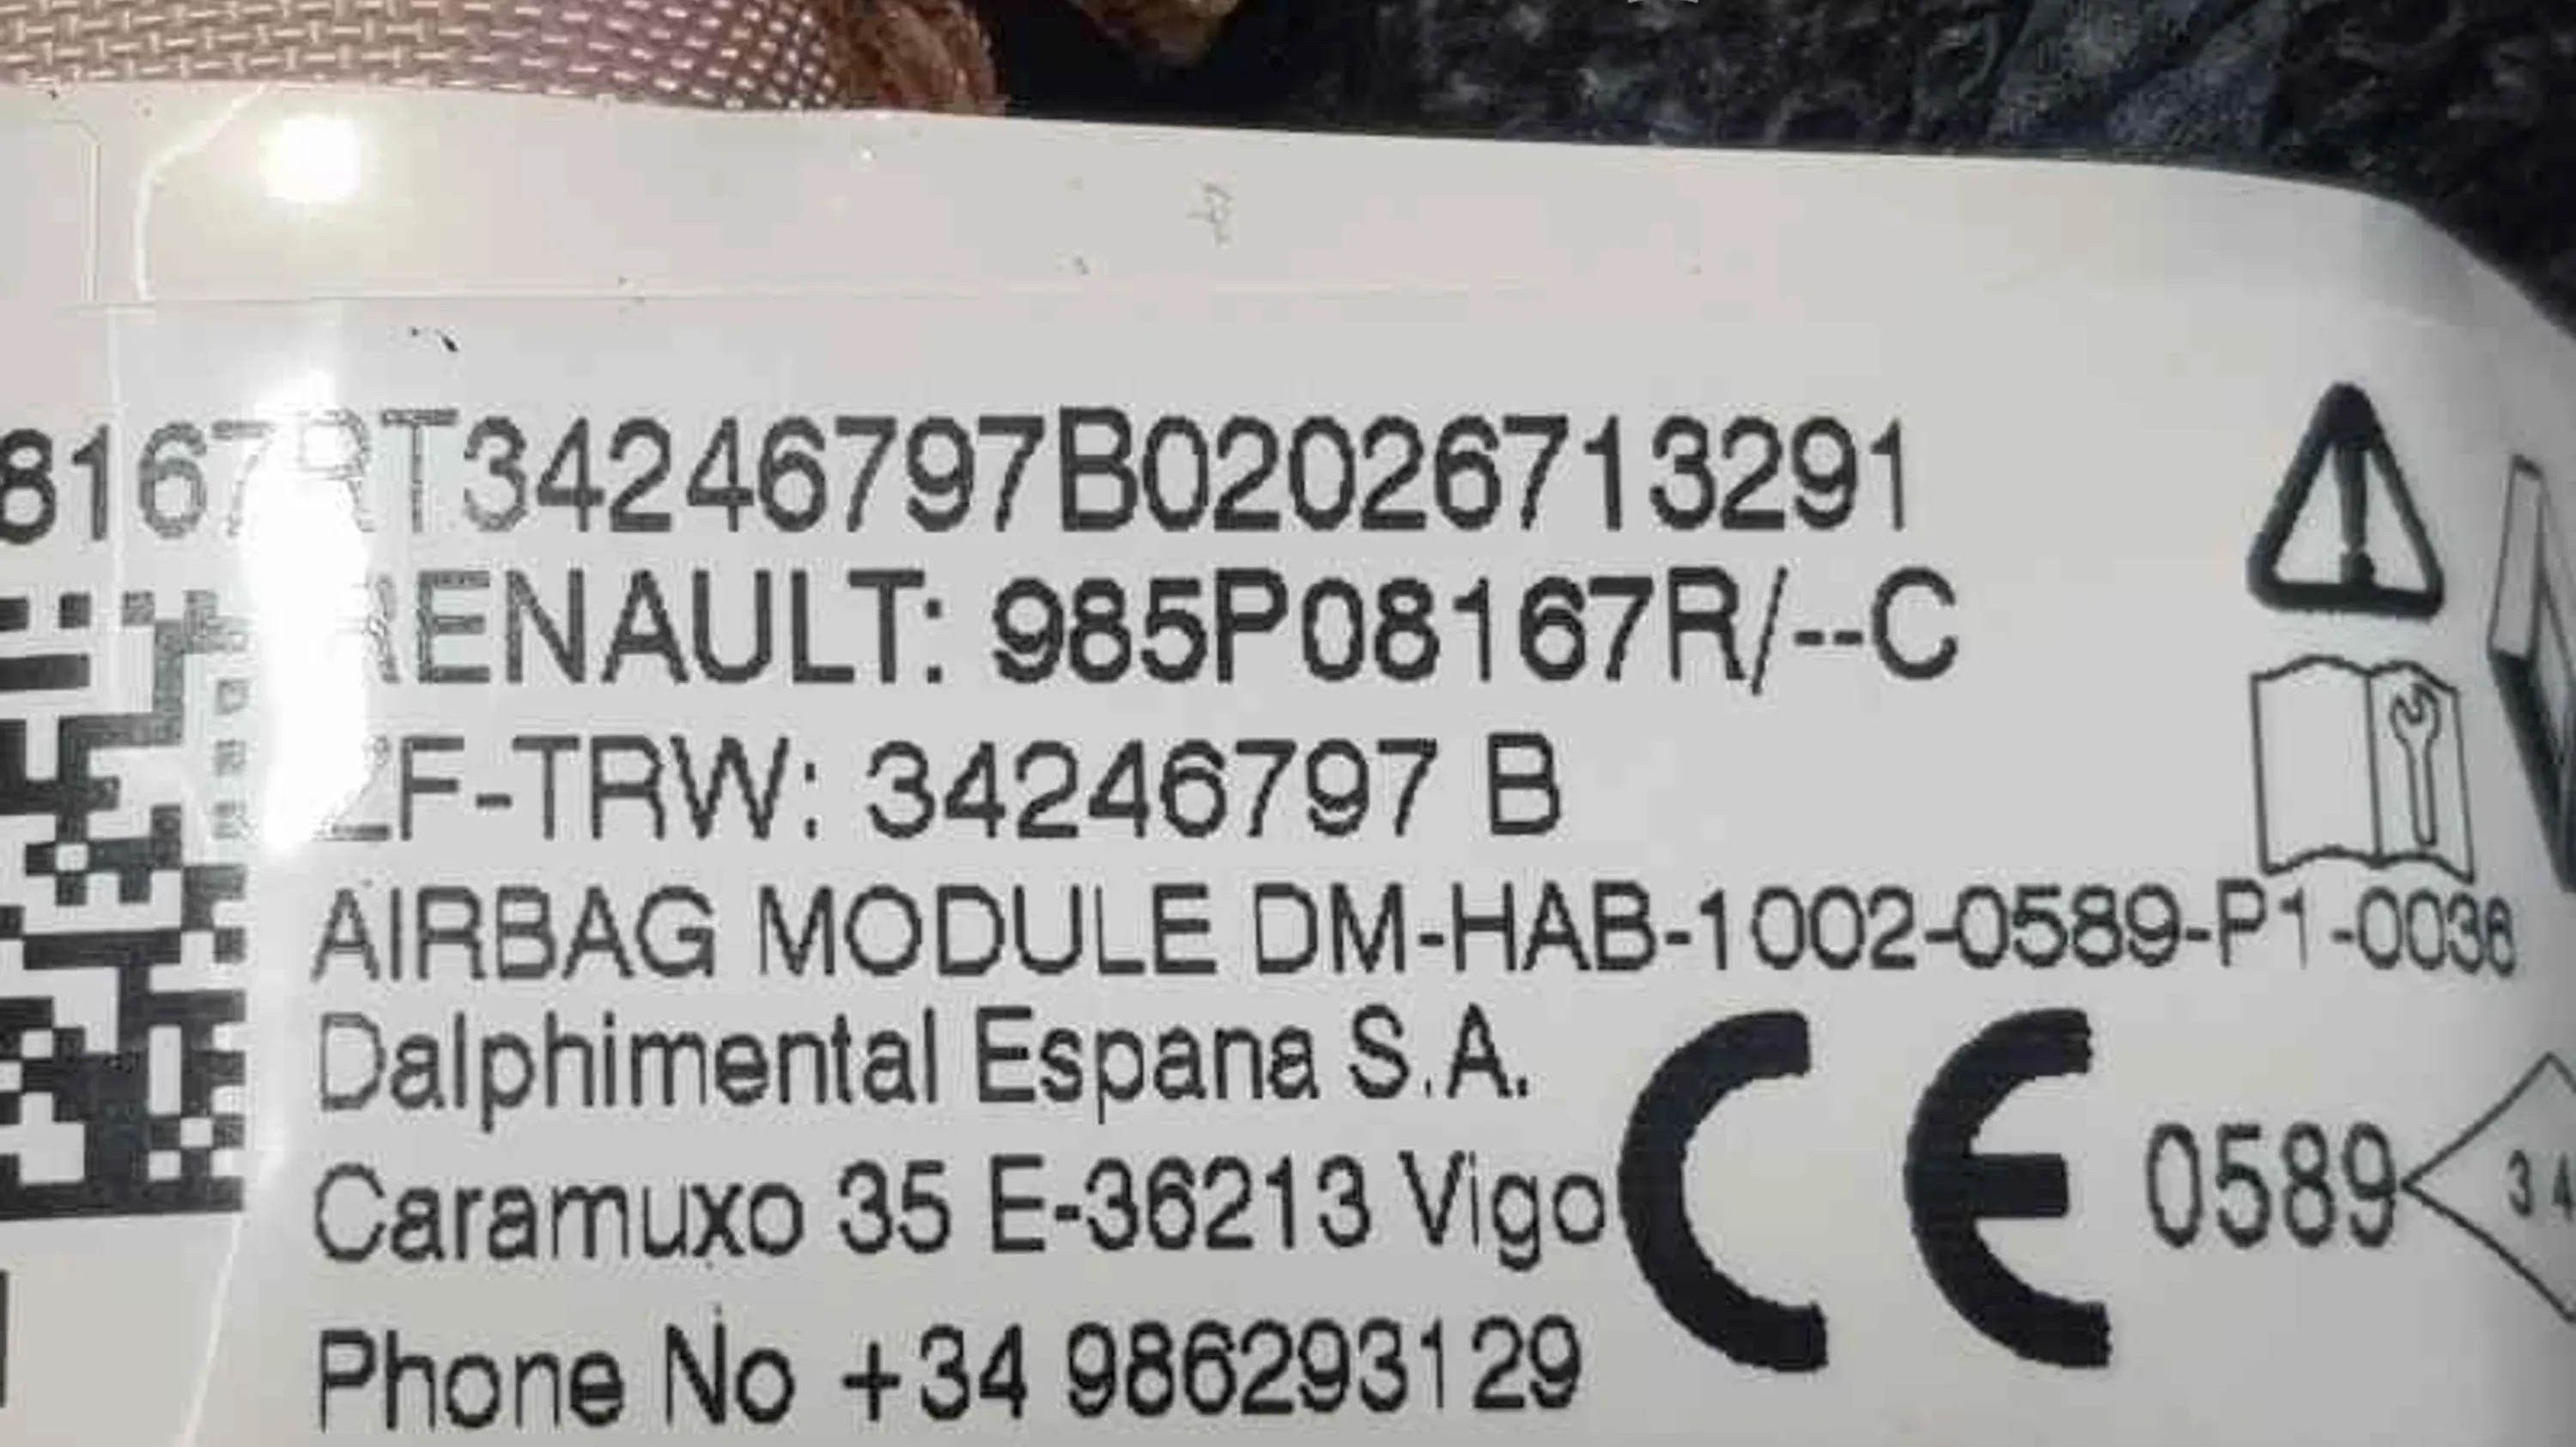 8167RT34246797B02026713291
RENAULT: 985P08167R/--C
ZF-TRW: 34246797 B
AIRBAG MODULE DM-HAB-1002-0589-P1-0036
Dalphimental Espana S.A.
Caramuxo 35 E-36213 Vigo
CE 0589
34
Phone No +34 986293129